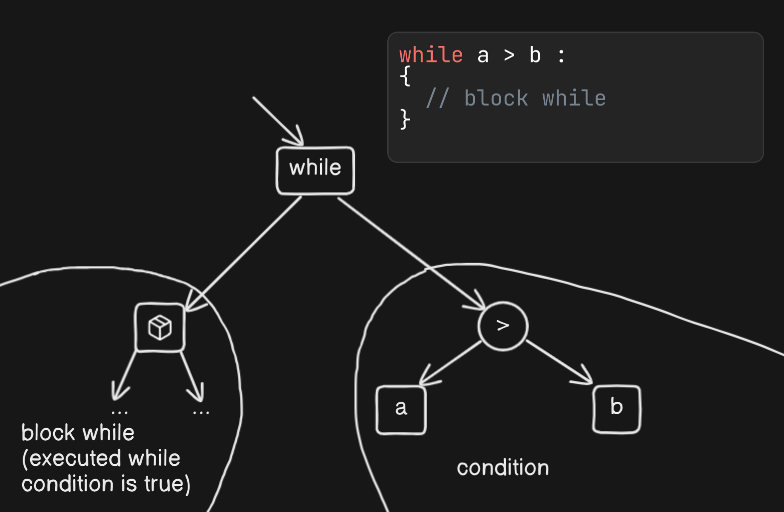 while a > b :
{
// block while
}
while
>
a
b
...
...
block while
(executed while
condition is true)
condition